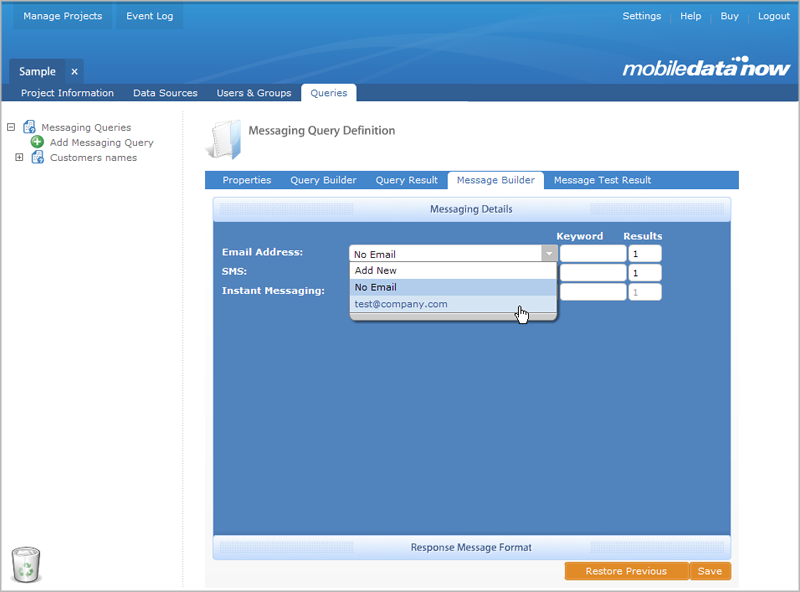 Manage Projects Event Log Settings Help Buy Logout
Sample x
mobiledatanow
Project Information Data Sources Users & Groups Queries
Messaging Queries
Add Messaging Query
Customers names
Messaging Query Definition
Properties Query Builder Query Result Message Builder Message Test Result
Messaging Details
Keyword Results
Email Address: No Email 1
SMS: 1
Instant Messaging: 1
Add New
No Email
test@company.com
Response Message Format
Restore Previous Save